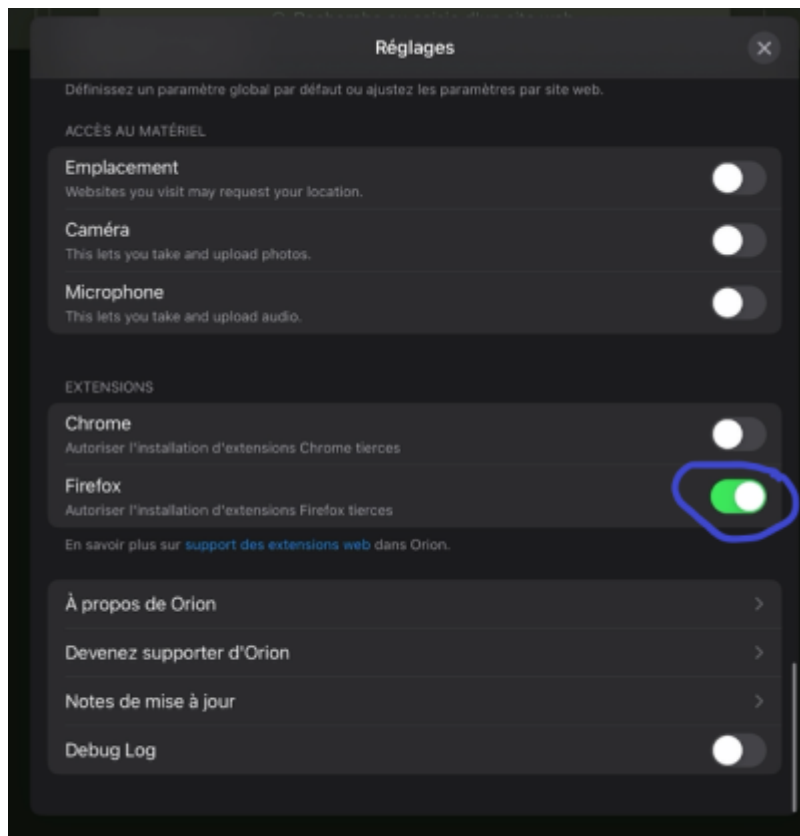 Réglages
Définissez un paramètre global par défaut ou ajustez les paramètres par site web.
ACCÈS AU MATÉRIEL
Emplacement
Websites you visit may request your location.
Caméra
This lets you take and upload photos.
Microphone
This lets you take and upload audio.
EXTENSIONS
Chrome
Autoriser l'installation d'extensions Chrome tierces
Firefox
Autoriser l'installation d'extensions Firefox tierces
En savoir plus sur support des extensions web dans Orion.
À propos de Orion
Devenez supporter d'Orion
Notes de mise à jour
Debug Log